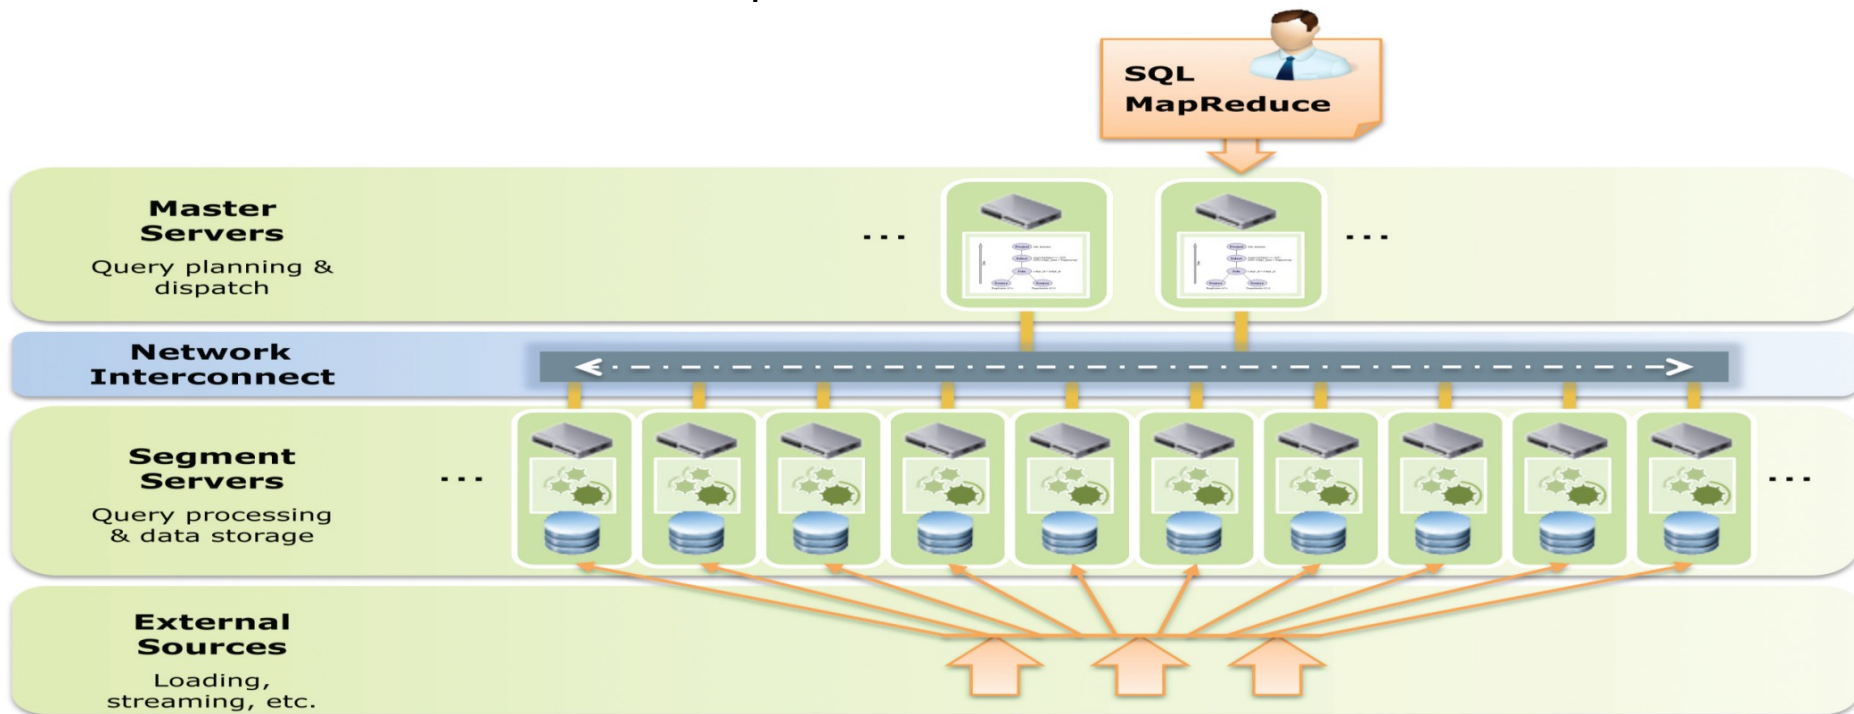 SQL
MapReduce
Master
Servers
Query planning &
dispatch
...
...
Network
Interconnect
Segment
Servers
Query processing
& data storage
...
...
External
Sources
Loading,
streaming, etc.